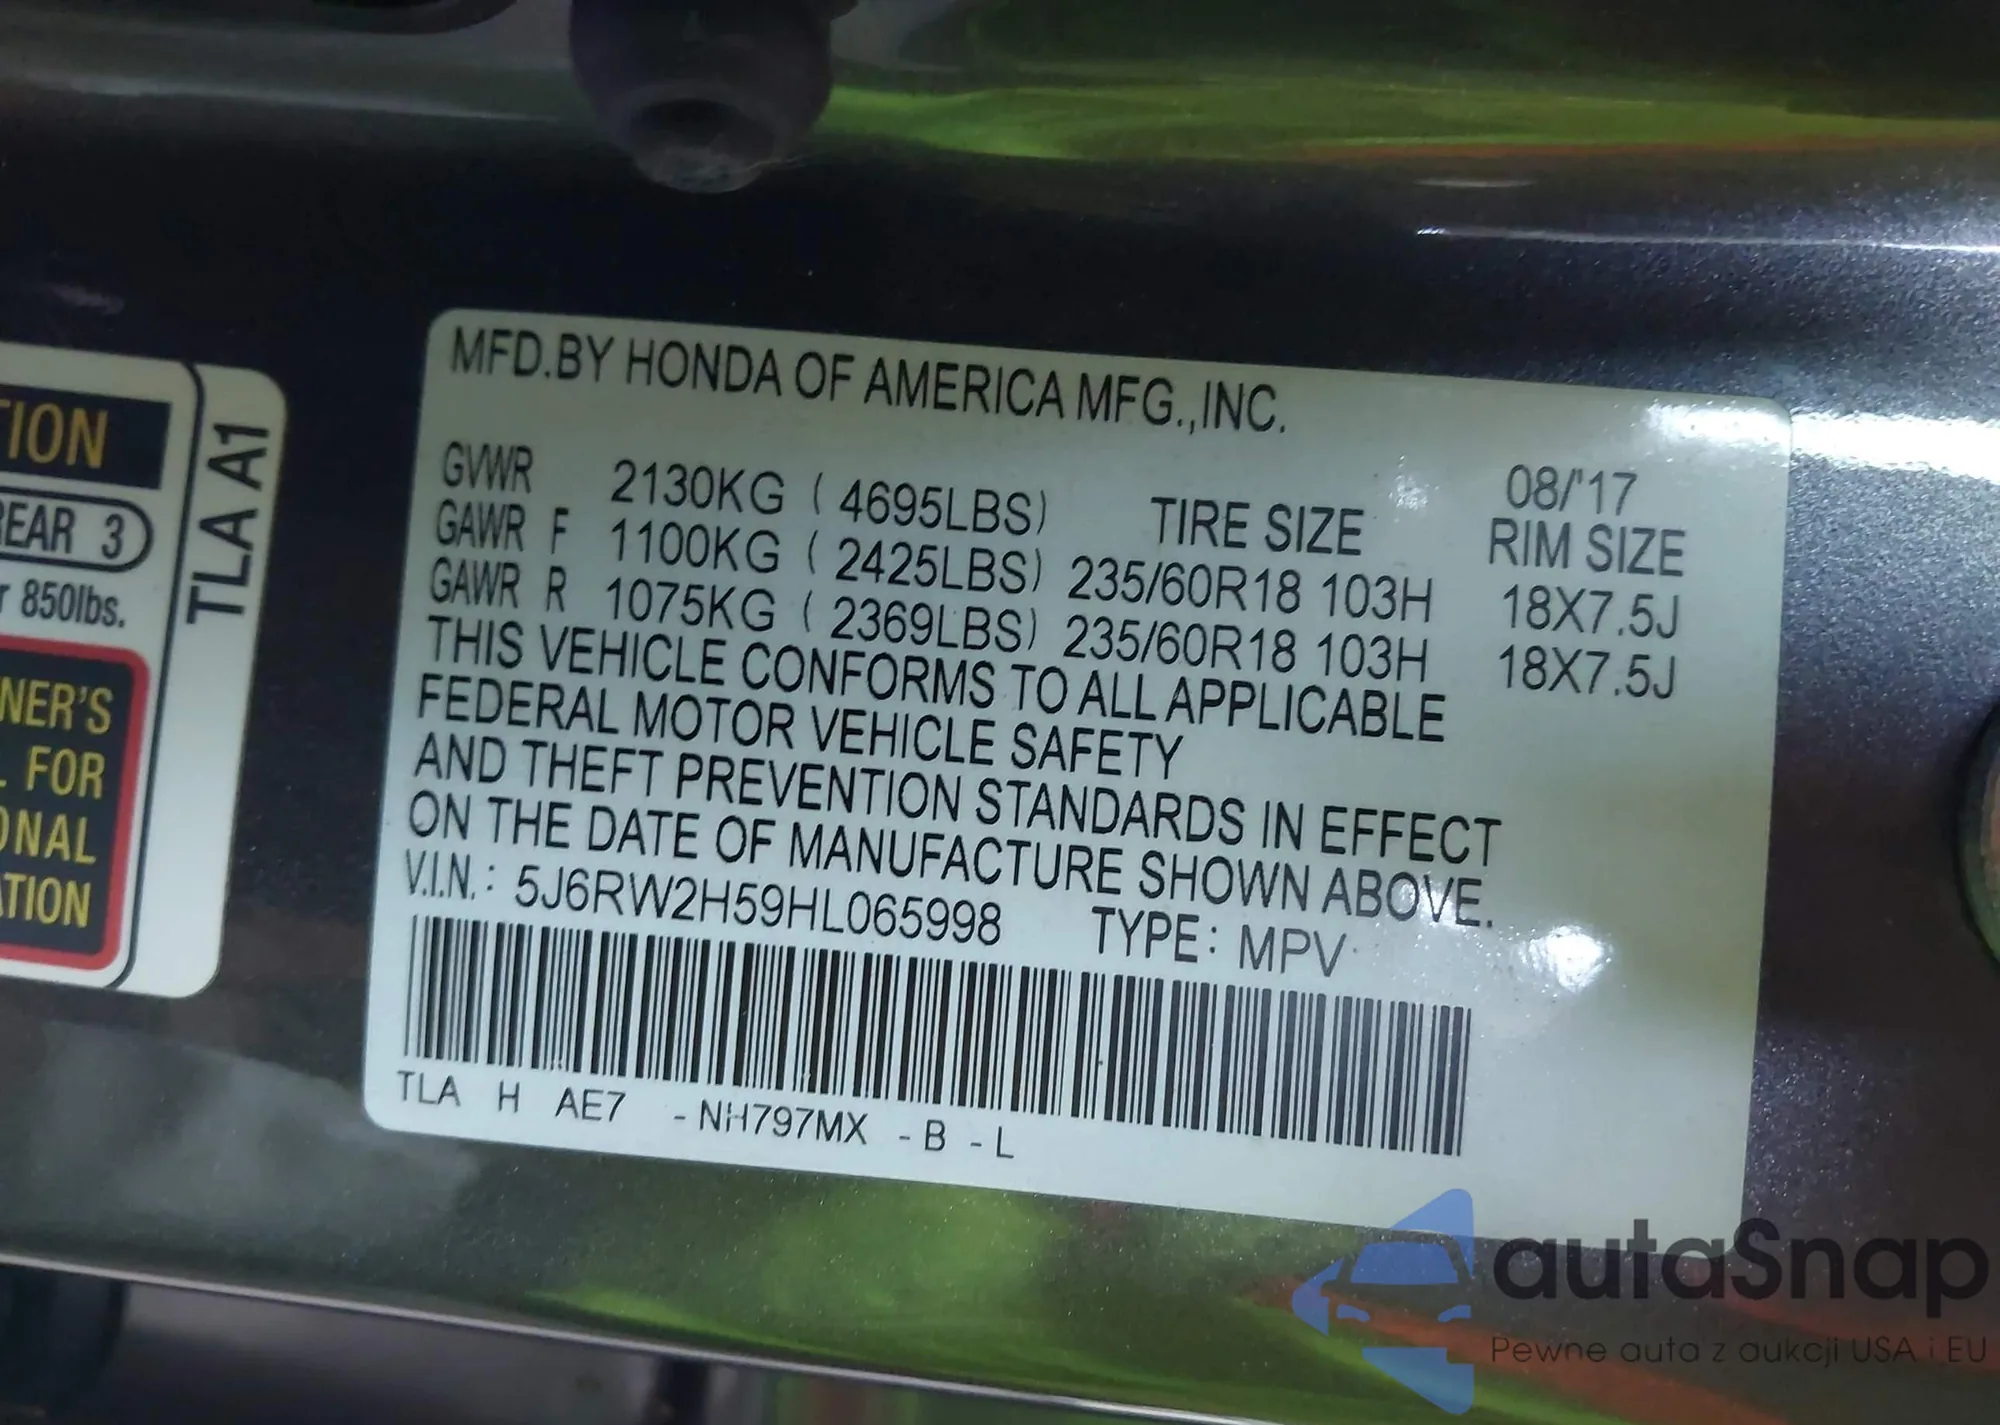 MFD.BY HONDA OF AMERICA MFG.,INC.
08/'17
GVWR 2130KG ( 4695LBS) TIRE SIZE RIM SIZE
GAWR F 1100KG ( 2425LBS) 235/60R18 103H 18X7.5J
GAWR R 1075KG ( 2369LBS) 235/60R18 103H 18X7.5J
THIS VEHICLE CONFORMS TO ALL APPLICABLE
FEDERAL MOTOR VEHICLE SAFETY
AND THEFT PREVENTION STANDARDS IN EFFECT
ON THE DATE OF MANUFACTURE SHOWN ABOVE.
V.I.N.: 5J6RW2H59HL065998 TYPE: MPV
TLA H AE7 -NH797MX -B -L
TION
REAR 3
r 850lbs.
NER'S
L FOR
ONAL
ATION
TLA A1
autaSnap
Pewne auta z aukcji USA i EU